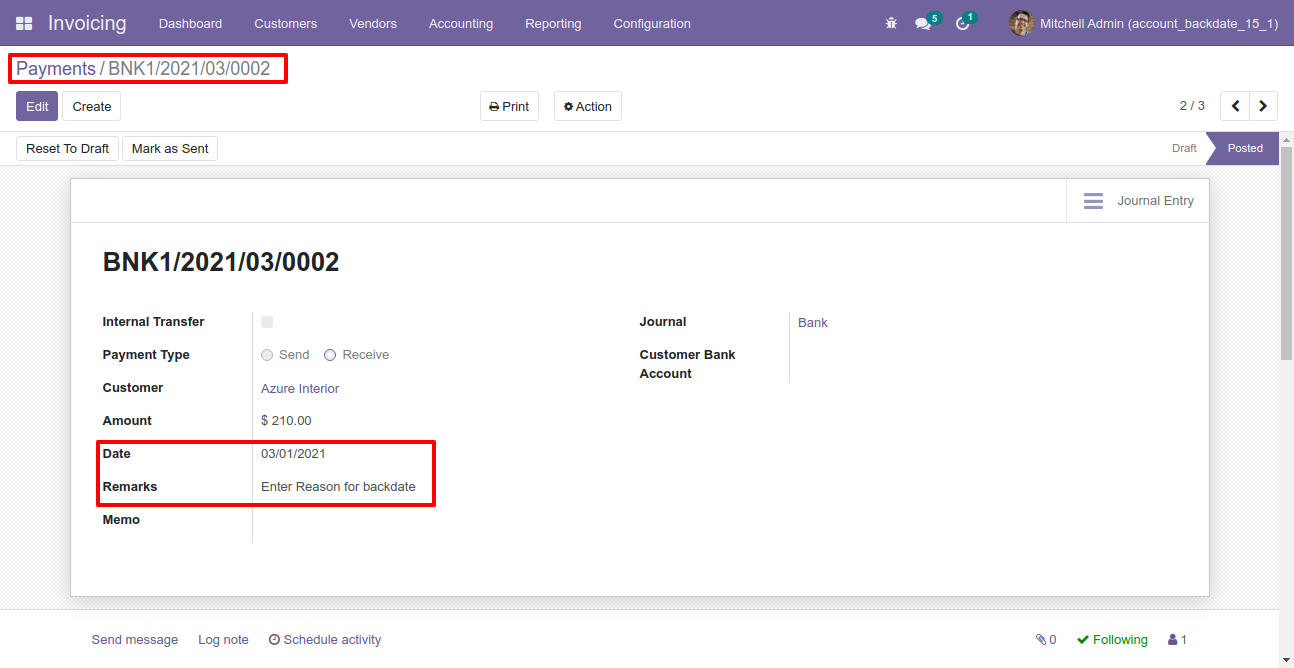 Invoicing Dashboard Customers Vendors Accounting Reporting Configuration 5 1 Mitchell Admin (account_backdate_15_1)
Payments / BNK1/2021/03/0002
Edit Create Print Action 2 / 3
Reset To Draft Mark as Sent Draft Posted
Journal Entry
BNK1/2021/03/0002
Internal Transfer Journal Bank
Payment Type Send Receive Customer Bank
Account
Customer Azure Interior
Amount $ 210.00
Date 03/01/2021
Remarks Enter Reason for backdate
Memo
Send message Log note Schedule activity 0 Following 1